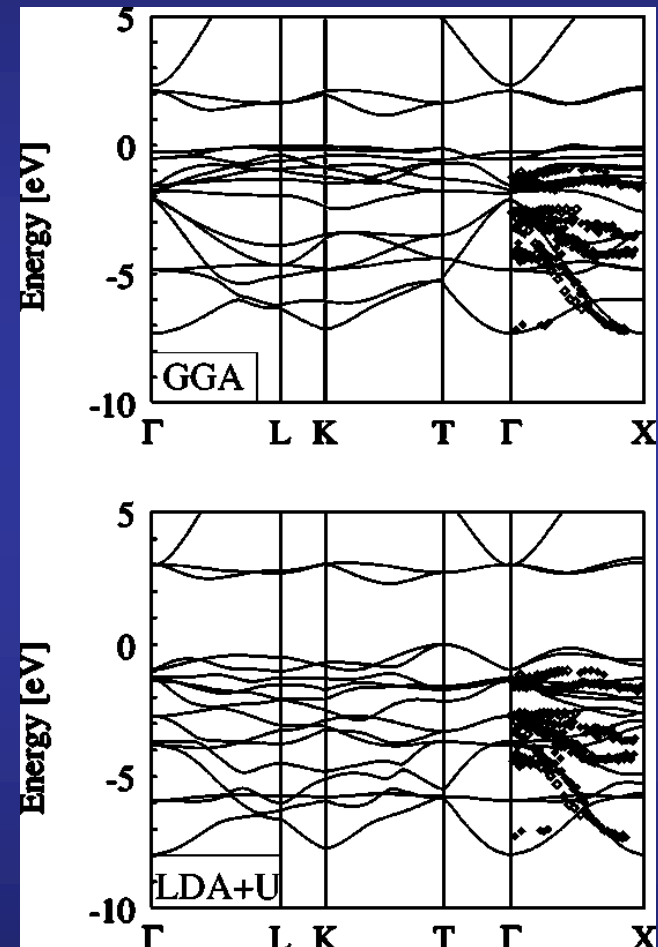 5
0
-5
-10
Energy [eV]
GGA
Γ L K T Γ X
5
0
-5
-10
Energy [eV]
LDA+U
Γ L K T Γ X